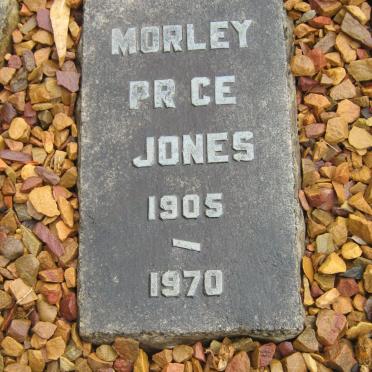 MORLEY
PR CE
JONES
1905
–
1970